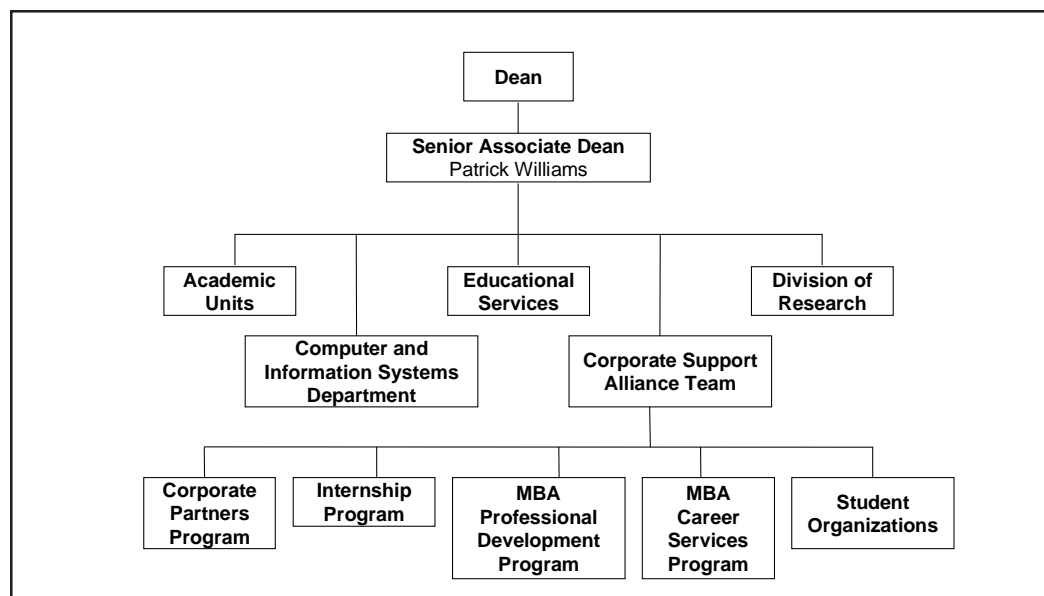 Dean
Senior Associate Dean
Patrick Williams
Academic
Units
Educational
Services
Division of
Research
Computer and
Information Systems
Department
Corporate Support
Alliance Team
Corporate
Partners
Program
Internship
Program
MBA
Professional
Development
Program
MBA
Career
Services
Program
Student
Organizations